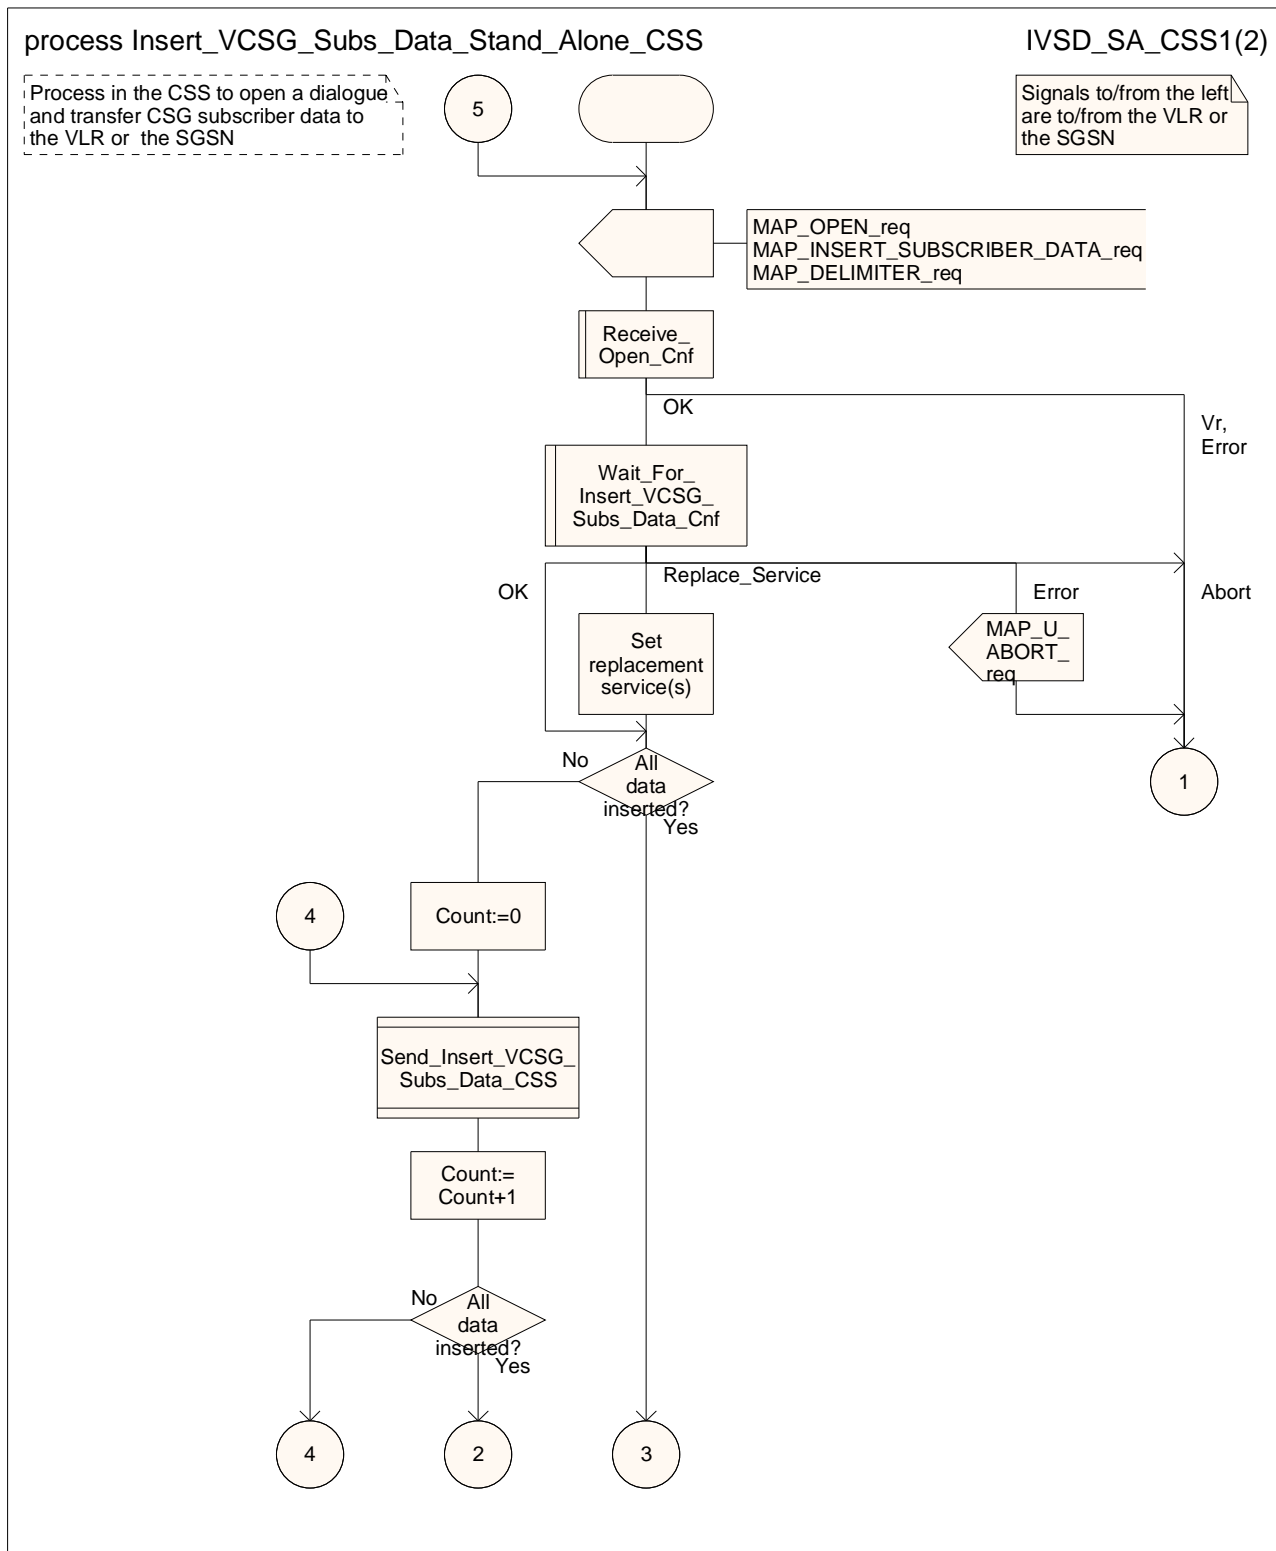 process Insert_VCSG_Subs_Data_Stand_Alone_CSS
IVSD_SA_CSS1(2)
Process in the CSS to open a dialogue
and transfer CSG subscriber data to
the VLR or  the SGSN
5
Signals to/from the left
are to/from the VLR or
the SGSN
MAP_OPEN_req
MAP_INSERT_SUBSCRIBER_DATA_req
MAP_DELIMITER_req
Receive_
Open_Cnf
OK
Vr,
Error
Wait_For_
Insert_VCSG_
Subs_Data_Cnf
OK
Replace_Service
Error
Abort
Set
replacement
service(s)
MAP_U_
ABORT_
req
No
All
data
inserted?
Yes
1
4
Count:=0
Send_Insert_VCSG_
Subs_Data_CSS
Count:=
Count+1
No
All
data
inserted?
Yes
4
2
3